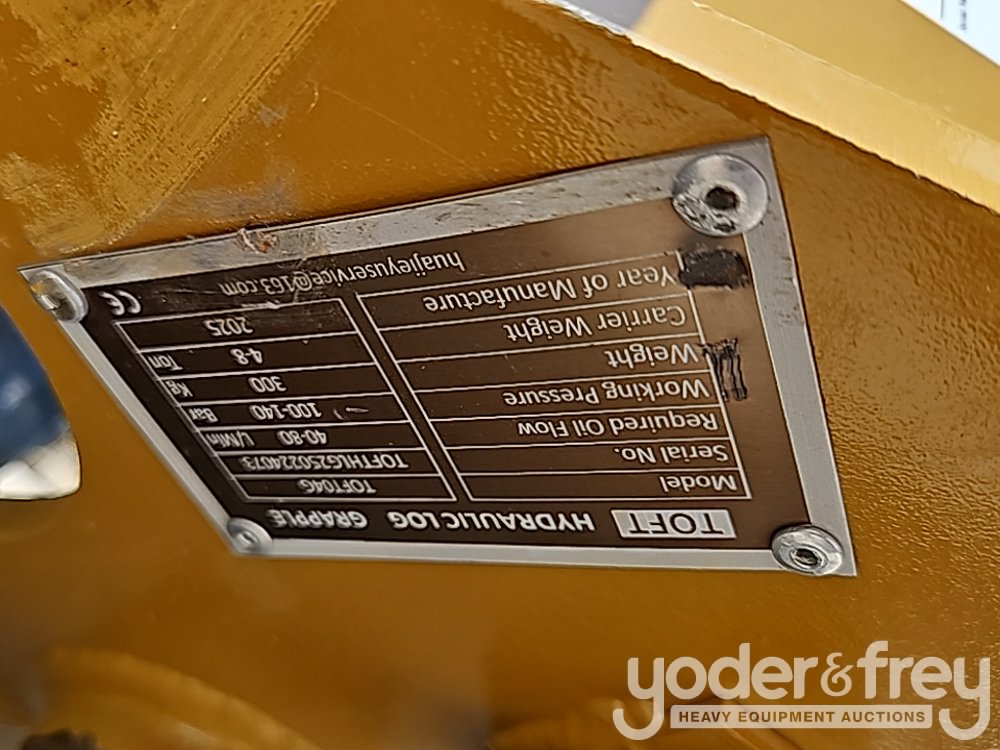 TOFT HYDRAULIC LOG GRAPPLE
Model TOFT04G
Serial No. TOFTHLG250224073
Required Oil Flow 40-80 L/Min
Working Pressure 100-140 Bar
Weight 300 Kg
Carrier Weight 4-8 Ton
Year of Manufacture 2025
huajieyuservice@163.com CE
yoder&frey
HEAVY EQUIPMENT AUCTIONS